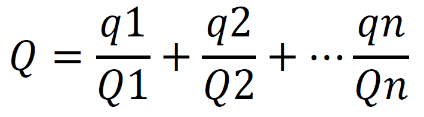 Q = q1/Q1 + q2/Q2 + ⋯ qn/Qn